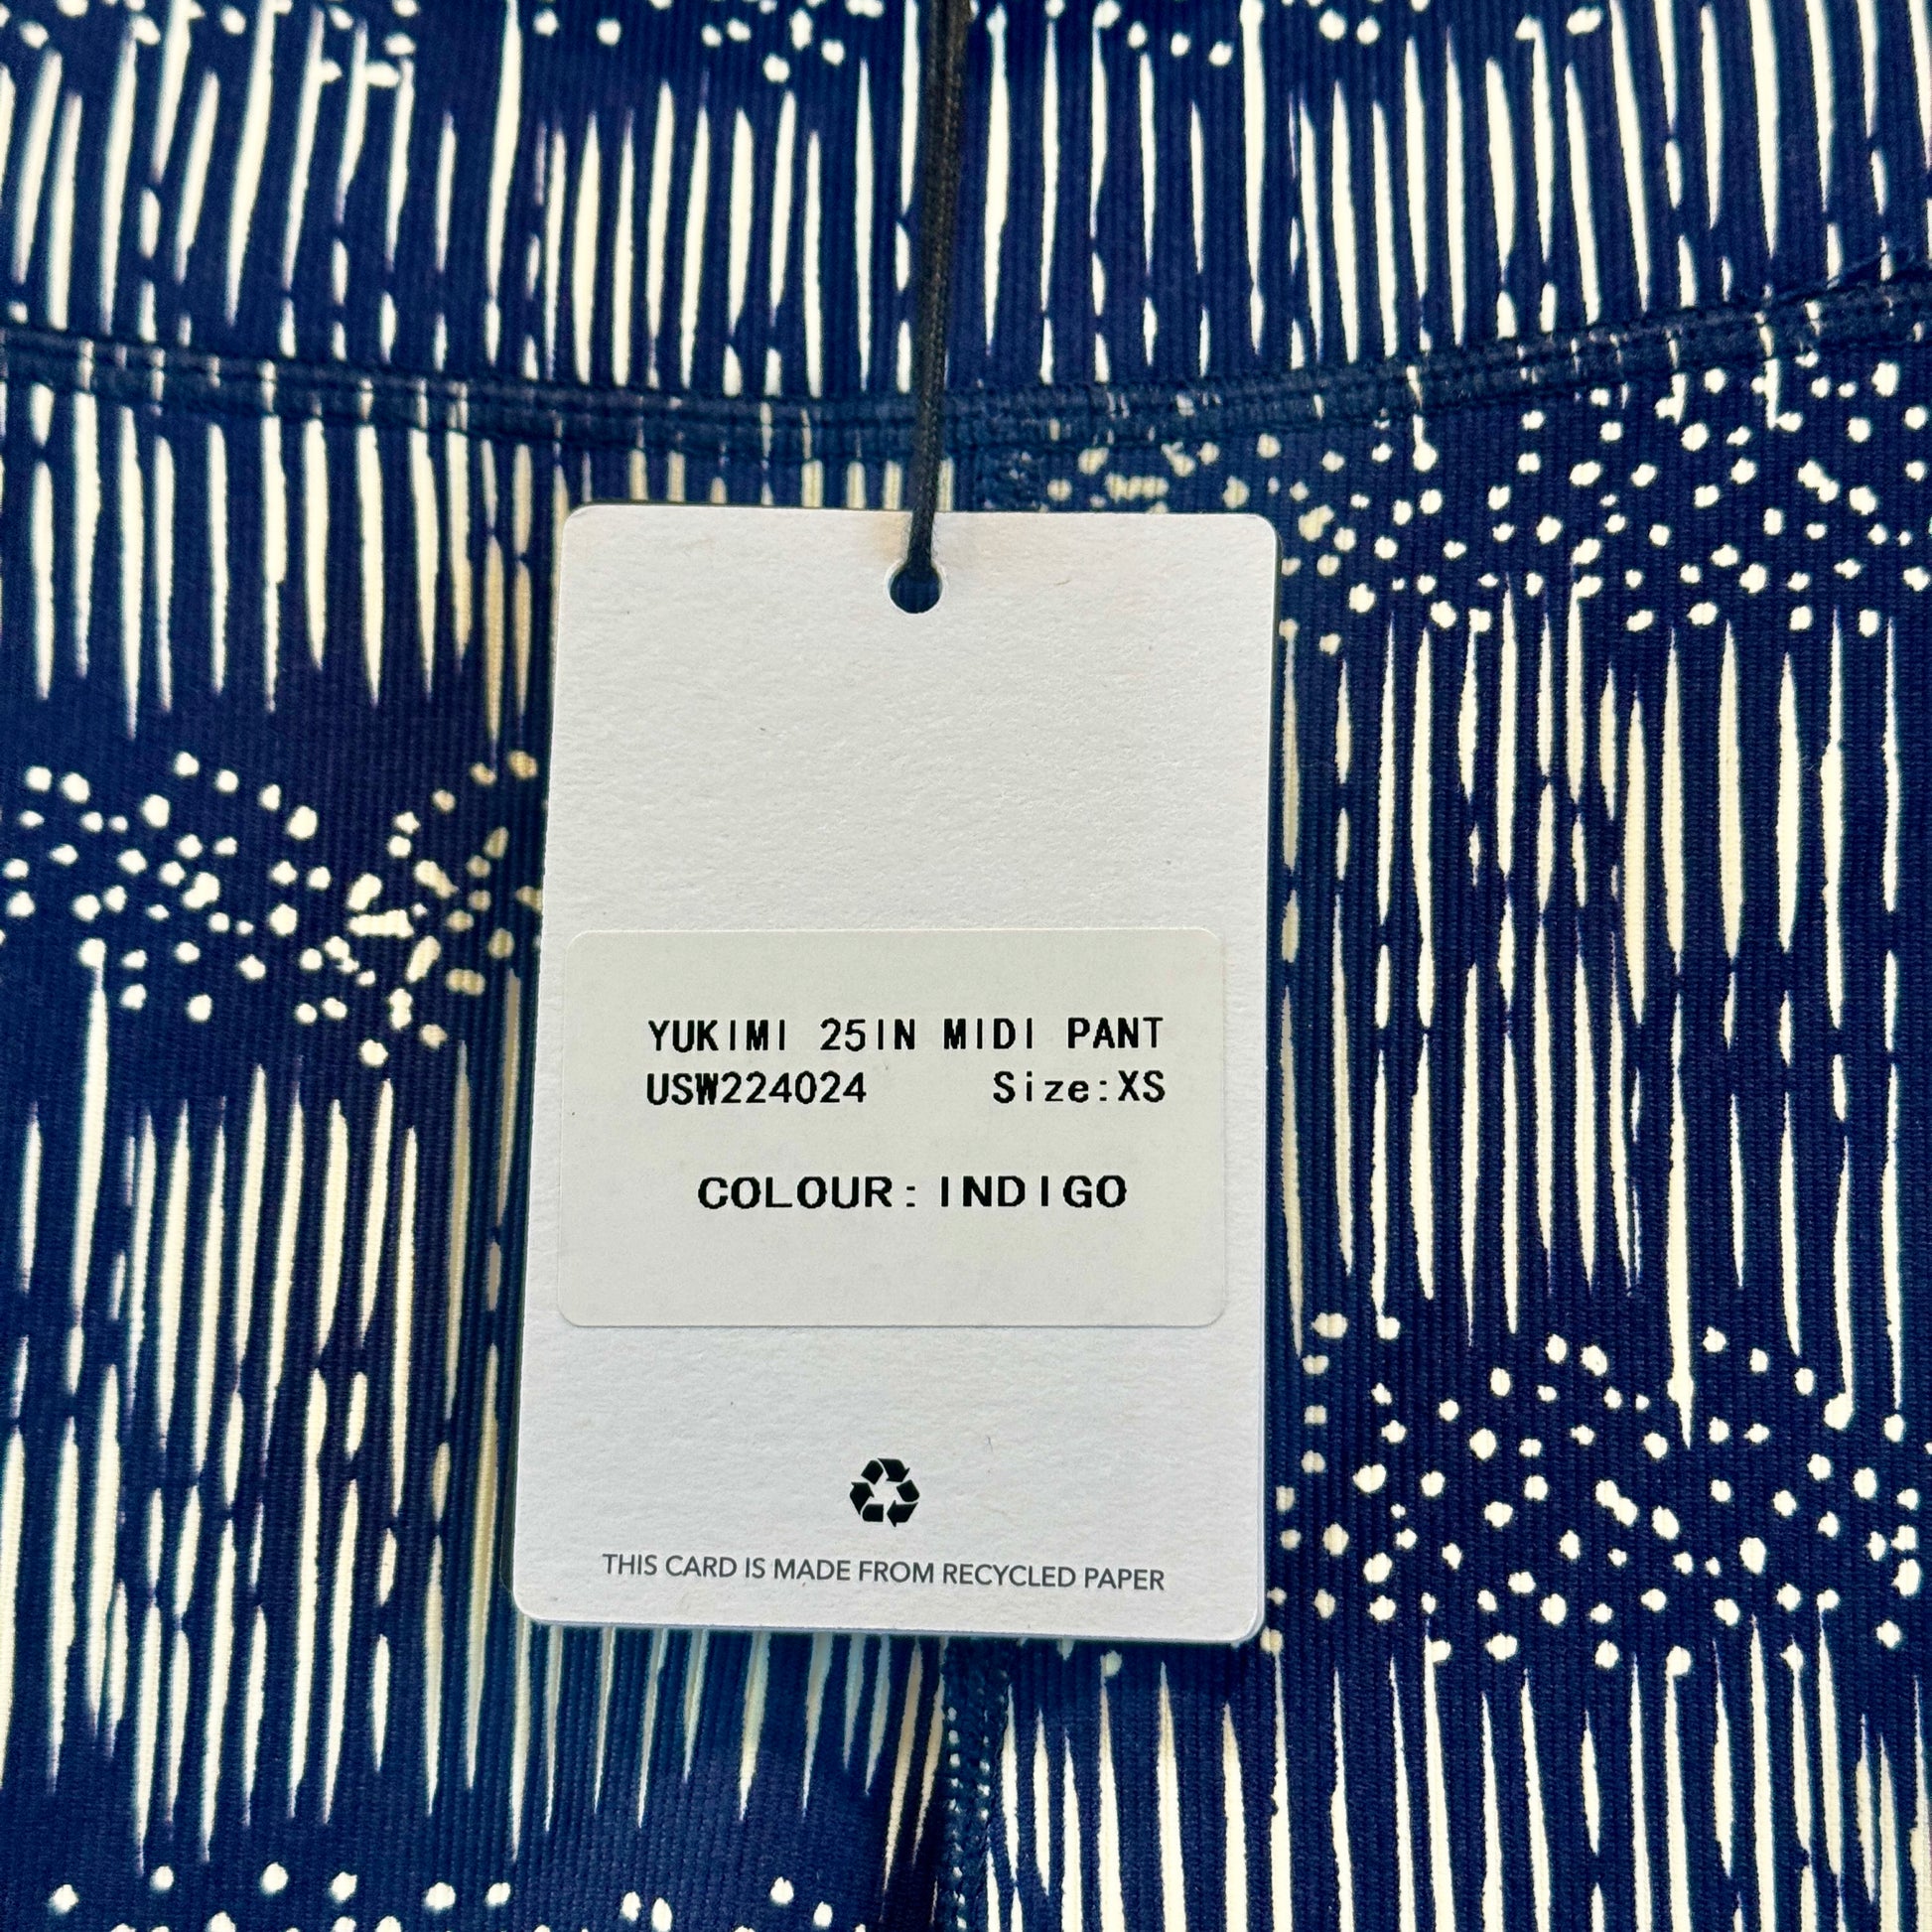 YUKIMI 25IN MIDI PANT
USW224024 Size:XS
COLOUR: INDIGO
THIS CARD IS MADE FROM RECYCLED PAPER